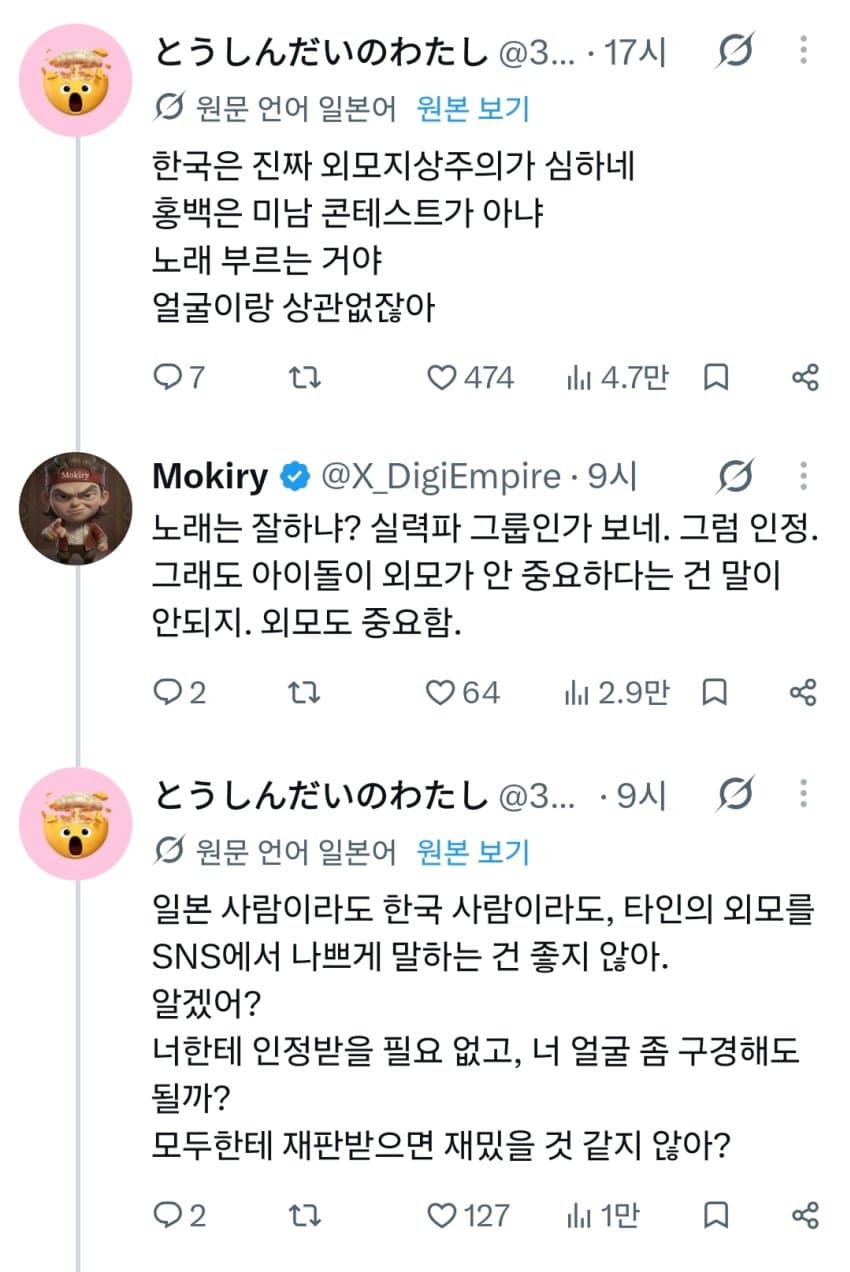 とうしんだいのわたし @3... · 17시
원문 언어 일본어 원본 보기
한국은 진짜 외모지상주의가 심하네
홍백은 미남 콘테스트가 아냐
노래 부르는 거야
얼굴이랑 상관없잖아
7 474 4.7만
Mokiry
Mokiry @X_DigiEmpire · 9시
노래는 잘하냐? 실력파 그룹인가 보네. 그럼 인정.
그래도 아이돌이 외모가 안 중요하다는 건 말이
안되지. 외모도 중요함.
2 64 2.9만
とうしんだいのわたし @3... · 9시
원문 언어 일본어 원본 보기
일본 사람이라도 한국 사람이라도, 타인의 외모를
SNS에서 나쁘게 말하는 건 좋지 않아.
알겠어?
너한테 인정받을 필요 없고, 너 얼굴 좀 구경해도
될까?
모두한테 재판받으면 재밌을 것 같지 않아?
2 127 1만